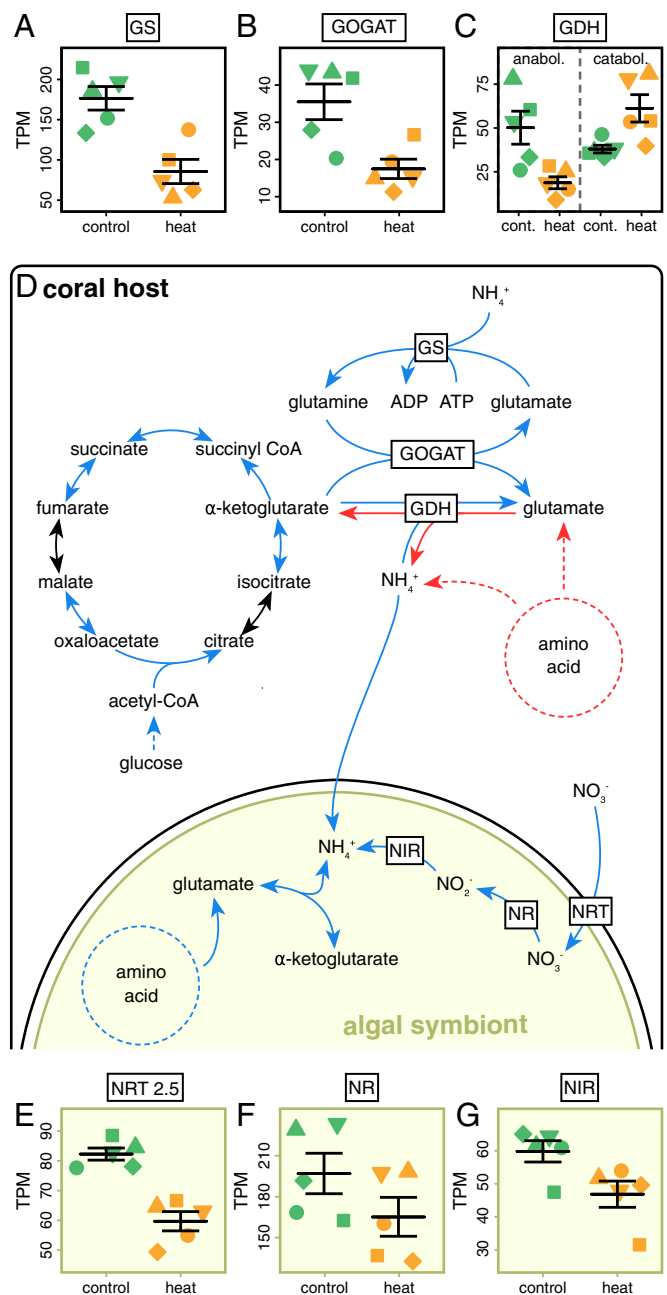 A
GS
TPM
200
150
100
50
control
heat
B
GOGAT
TPM
40
30
20
10
control
heat
C
GDH
anabol.
catabol.
TPM
75
50
25
cont.
heat
cont.
heat
D coral host
NH4+
GS
glutamine
ADP
ATP
glutamate
GOGAT
succinate
succinyl CoA
fumarate
α-ketoglutarate
GDH
glutamate
malate
isocitrate
NH4+
oxaloacetate
citrate
amino
acid
acetyl-CoA
glucose
NO3-
NH4+
NIR
glutamate
NO2-
NR
NRT
α-ketoglutarate
NO3-
amino
acid
algal symbiont
E
NRT 2.5
TPM
90
80
70
60
50
control
heat
F
NR
TPM
210
180
150
control
heat
G
NIR
TPM
60
50
40
30
control
heat